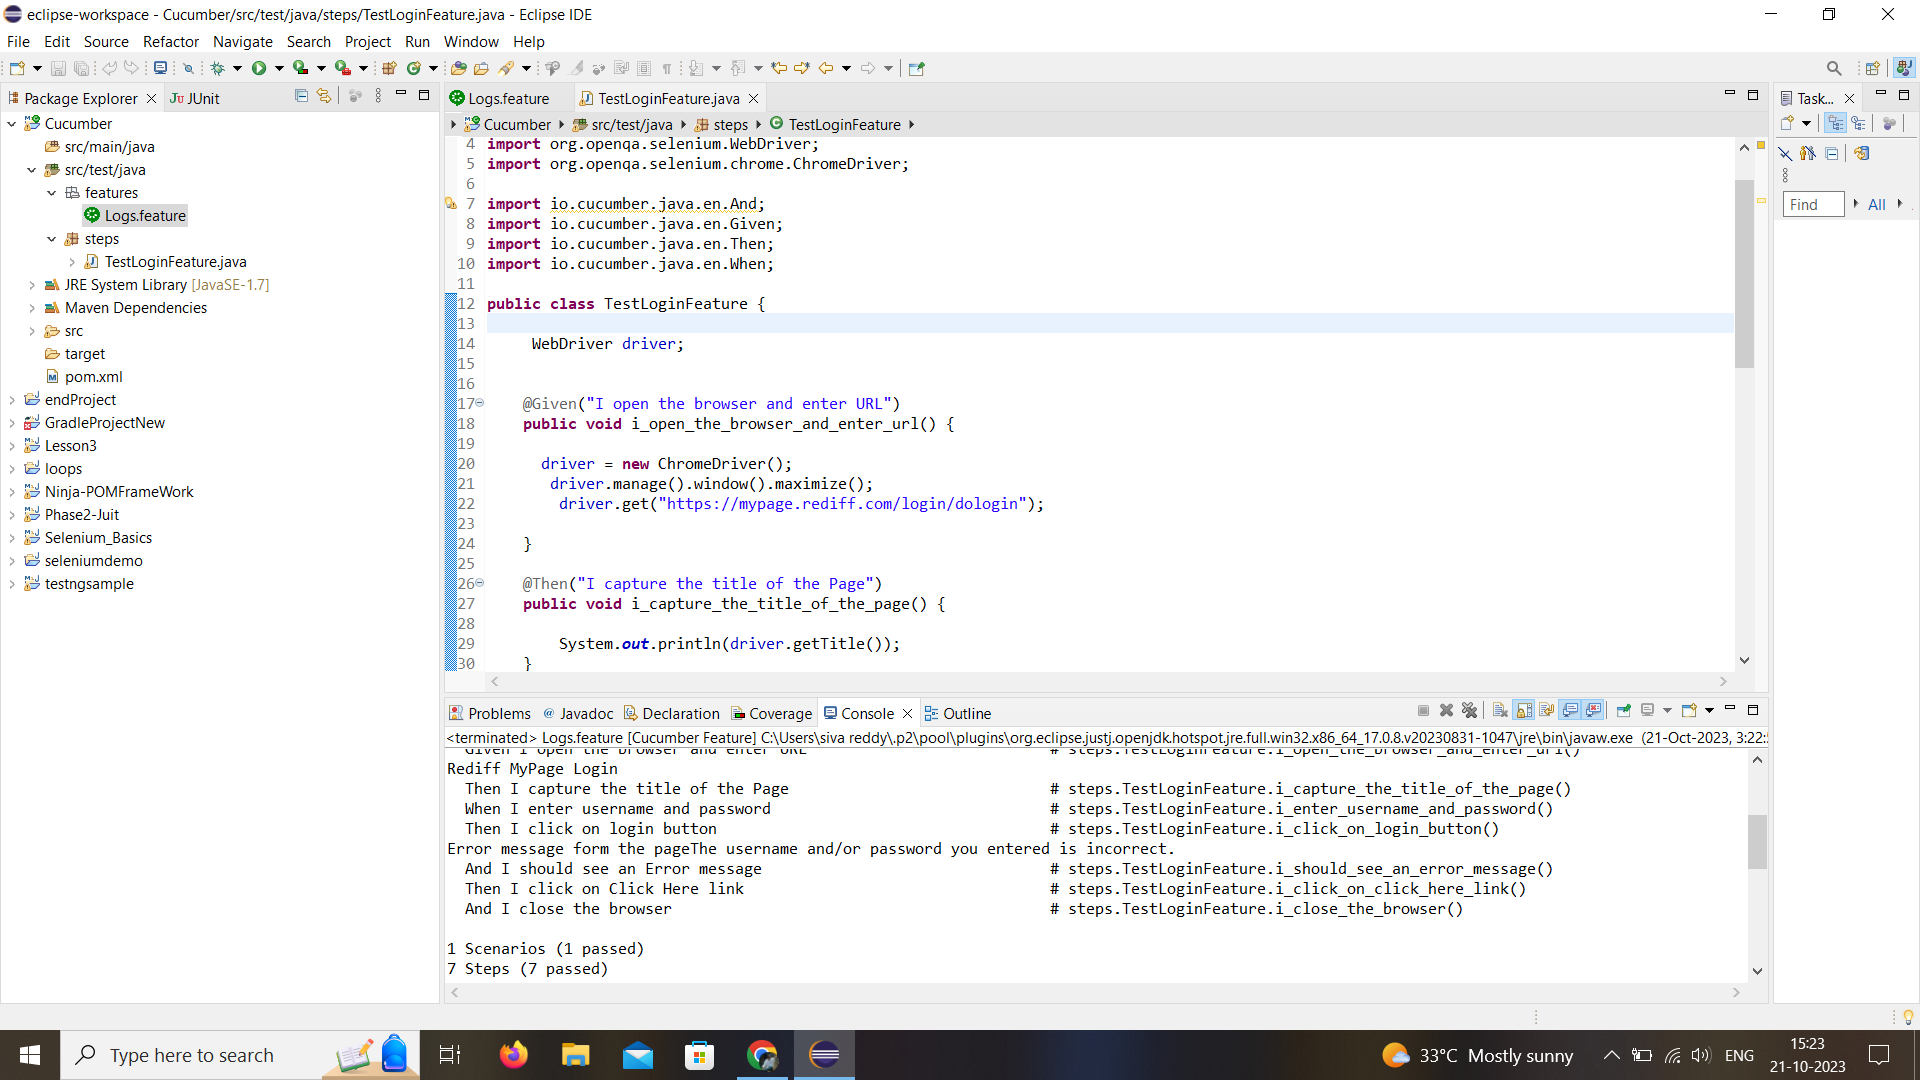 eclipse-workspace - Cucumber/src/test/java/steps/TestLoginFeature.java - Eclipse IDE
File Edit Source Refactor Navigate Search Project Run Window Help
Package Explorer JUnit
Cucumber
src/main/java
src/test/java
features
Logs.feature
steps
TestLoginFeature.java
JRE System Library [JavaSE-1.7]
Maven Dependencies
src
target
pom.xml
endProject
GradleProjectNew
Lesson3
loops
Ninja-POMFrameWork
Phase2-Juit
Selenium_Basics
seleniumdemo
testngsample
Logs.feature TestLoginFeature.java
Cucumber src/test/java steps TestLoginFeature
4 import org.openqa.selenium.WebDriver;
5 import org.openqa.selenium.chrome.ChromeDriver;
6
7 import io.cucumber.java.en.And;
8 import io.cucumber.java.en.Given;
9 import io.cucumber.java.en.Then;
10 import io.cucumber.java.en.When;
11
12 public class TestLoginFeature {
13
14 WebDriver driver;
15
16
17 @Given("I open the browser and enter URL")
18 public void i_open_the_browser_and_enter_url() {
19
20 driver = new ChromeDriver();
21 driver.manage().window().maximize();
22 driver.get("https://mypage.rediff.com/login/dologin");
23
24 }
25
26 @Then("I capture the title of the Page")
27 public void i_capture_the_title_of_the_page() {
28
29 System.out.println(driver.getTitle());
30 }
Task...
Find All
Problems Javadoc Declaration Coverage Console Outline
<terminated> Logs.feature [Cucumber Feature] C:\Users\siva reddy\.p2\pool\plugins\org.eclipse.justj.openjdk.hotspot.jre.full.win32.x86_64_17.0.8.v20230831-1047\jre\bin\javaw.exe (21-Oct-2023, 3:22:5
Given I open the browser and enter URL # steps.TestLoginFeature.i_open_the_browser_and_enter_url()
Rediff MyPage Login
Then I capture the title of the Page # steps.TestLoginFeature.i_capture_the_title_of_the_page()
When I enter username and password # steps.TestLoginFeature.i_enter_username_and_password()
Then I click on login button # steps.TestLoginFeature.i_click_on_login_button()
Error message form the pageThe username and/or password you entered is incorrect.
And I should see an Error message # steps.TestLoginFeature.i_should_see_an_error_message()
Then I click on Click Here link # steps.TestLoginFeature.i_click_on_click_here_link()
And I close the browser # steps.TestLoginFeature.i_close_the_browser()
1 Scenarios (1 passed)
7 Steps (7 passed)
Type here to search
33°C Mostly sunny
ENG
15:23
21-10-2023